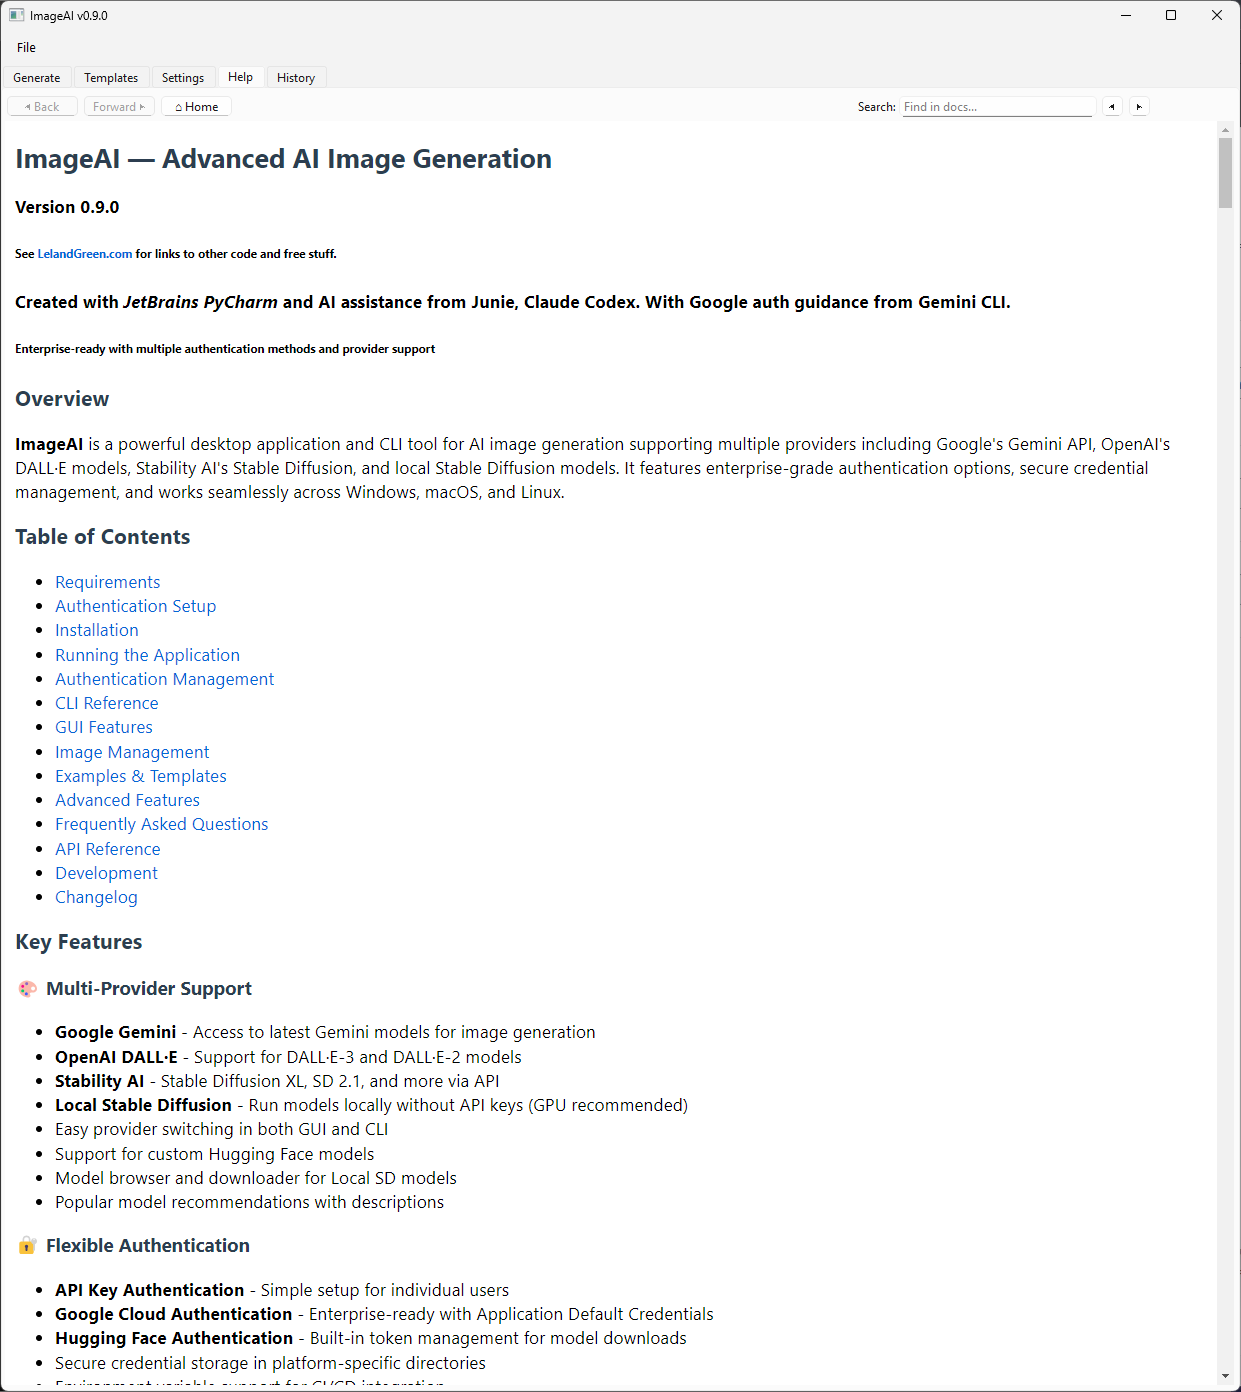 ImageAI v0.9.0
File
Generate Templates Settings Help History
Back Forward Home Search: Find in docs...
ImageAI — Advanced AI Image Generation
Version 0.9.0
See LelandGreen.com for links to other code and free stuff.
Created with JetBrains PyCharm and AI assistance from Junie, Claude Codex. With Google auth guidance from Gemini CLI.
Enterprise-ready with multiple authentication methods and provider support
Overview
ImageAI is a powerful desktop application and CLI tool for AI image generation supporting multiple providers including Google's Gemini API, OpenAI's
DALL·E models, Stability AI's Stable Diffusion, and local Stable Diffusion models. It features enterprise-grade authentication options, secure credential
management, and works seamlessly across Windows, macOS, and Linux.
Table of Contents
• Requirements
• Authentication Setup
• Installation
• Running the Application
• Authentication Management
• CLI Reference
• GUI Features
• Image Management
• Examples & Templates
• Advanced Features
• Frequently Asked Questions
• API Reference
• Development
• Changelog
Key Features
🎨 Multi-Provider Support
• Google Gemini - Access to latest Gemini models for image generation
• OpenAI DALL·E - Support for DALL·E-3 and DALL·E-2 models
• Stability AI - Stable Diffusion XL, SD 2.1, and more via API
• Local Stable Diffusion - Run models locally without API keys (GPU recommended)
• Easy provider switching in both GUI and CLI
• Support for custom Hugging Face models
• Model browser and downloader for Local SD models
• Popular model recommendations with descriptions
🔐 Flexible Authentication
• API Key Authentication - Simple setup for individual users
• Google Cloud Authentication - Enterprise-ready with Application Default Credentials
• Hugging Face Authentication - Built-in token management for model downloads
• Secure credential storage in platform-specific directories
• Environment variable support for CI/CD integration